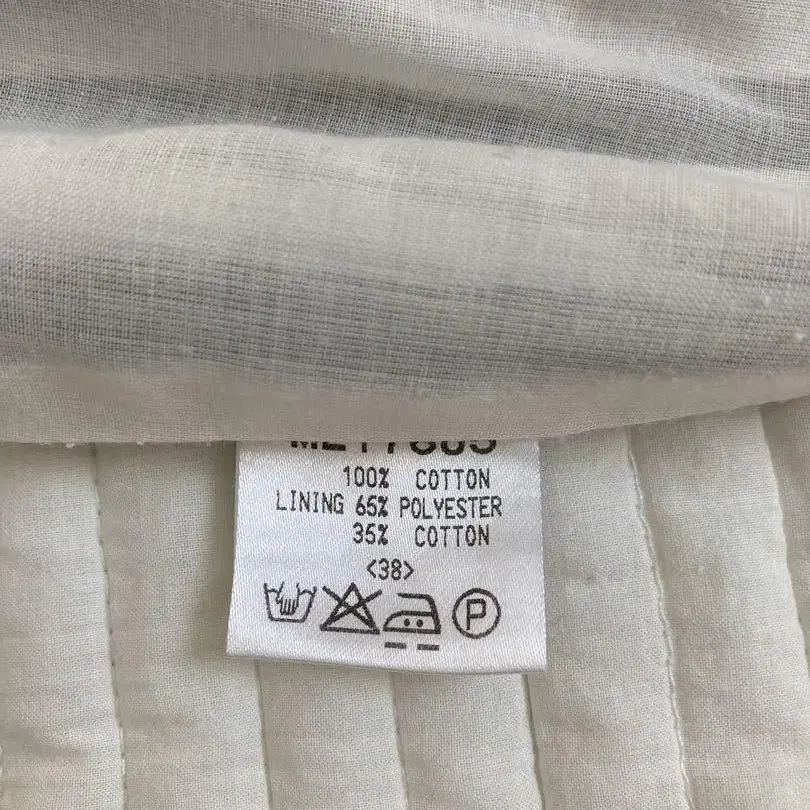 100% COTTON
LINING 65% POLYESTER
35% COTTON
<38>
P